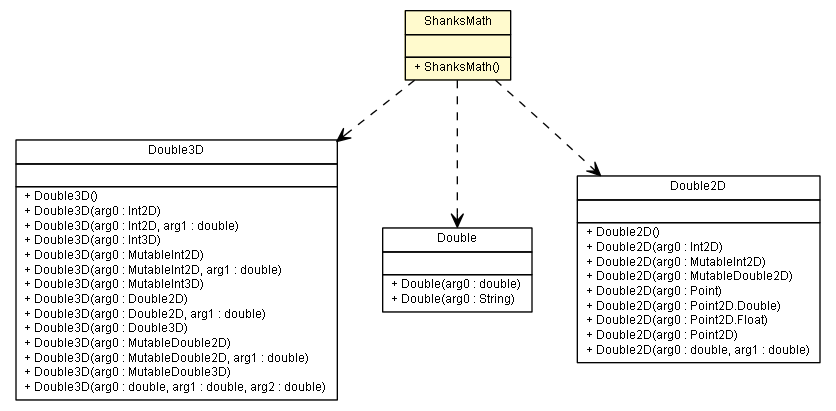 ShanksMath
+ ShanksMath()
Double3D
+ Double3D()
+ Double3D(arg0 : Int2D)
+ Double3D(arg0 : Int2D, arg1 : double)
+ Double3D(arg0 : Int3D)
+ Double3D(arg0 : MutableInt2D)
+ Double3D(arg0 : MutableInt2D, arg1 : double)
+ Double3D(arg0 : MutableInt3D)
+ Double3D(arg0 : Double2D)
+ Double3D(arg0 : Double2D, arg1 : double)
+ Double3D(arg0 : Double3D)
+ Double3D(arg0 : MutableDouble2D)
+ Double3D(arg0 : MutableDouble2D, arg1 : double)
+ Double3D(arg0 : MutableDouble3D)
+ Double3D(arg0 : double, arg1 : double, arg2 : double)
Double
+ Double(arg0 : double)
+ Double(arg0 : String)
Double2D
+ Double2D()
+ Double2D(arg0 : Int2D)
+ Double2D(arg0 : MutableInt2D)
+ Double2D(arg0 : MutableDouble2D)
+ Double2D(arg0 : Point)
+ Double2D(arg0 : Point2D.Double)
+ Double2D(arg0 : Point2D.Float)
+ Double2D(arg0 : Point2D)
+ Double2D(arg0 : double, arg1 : double)